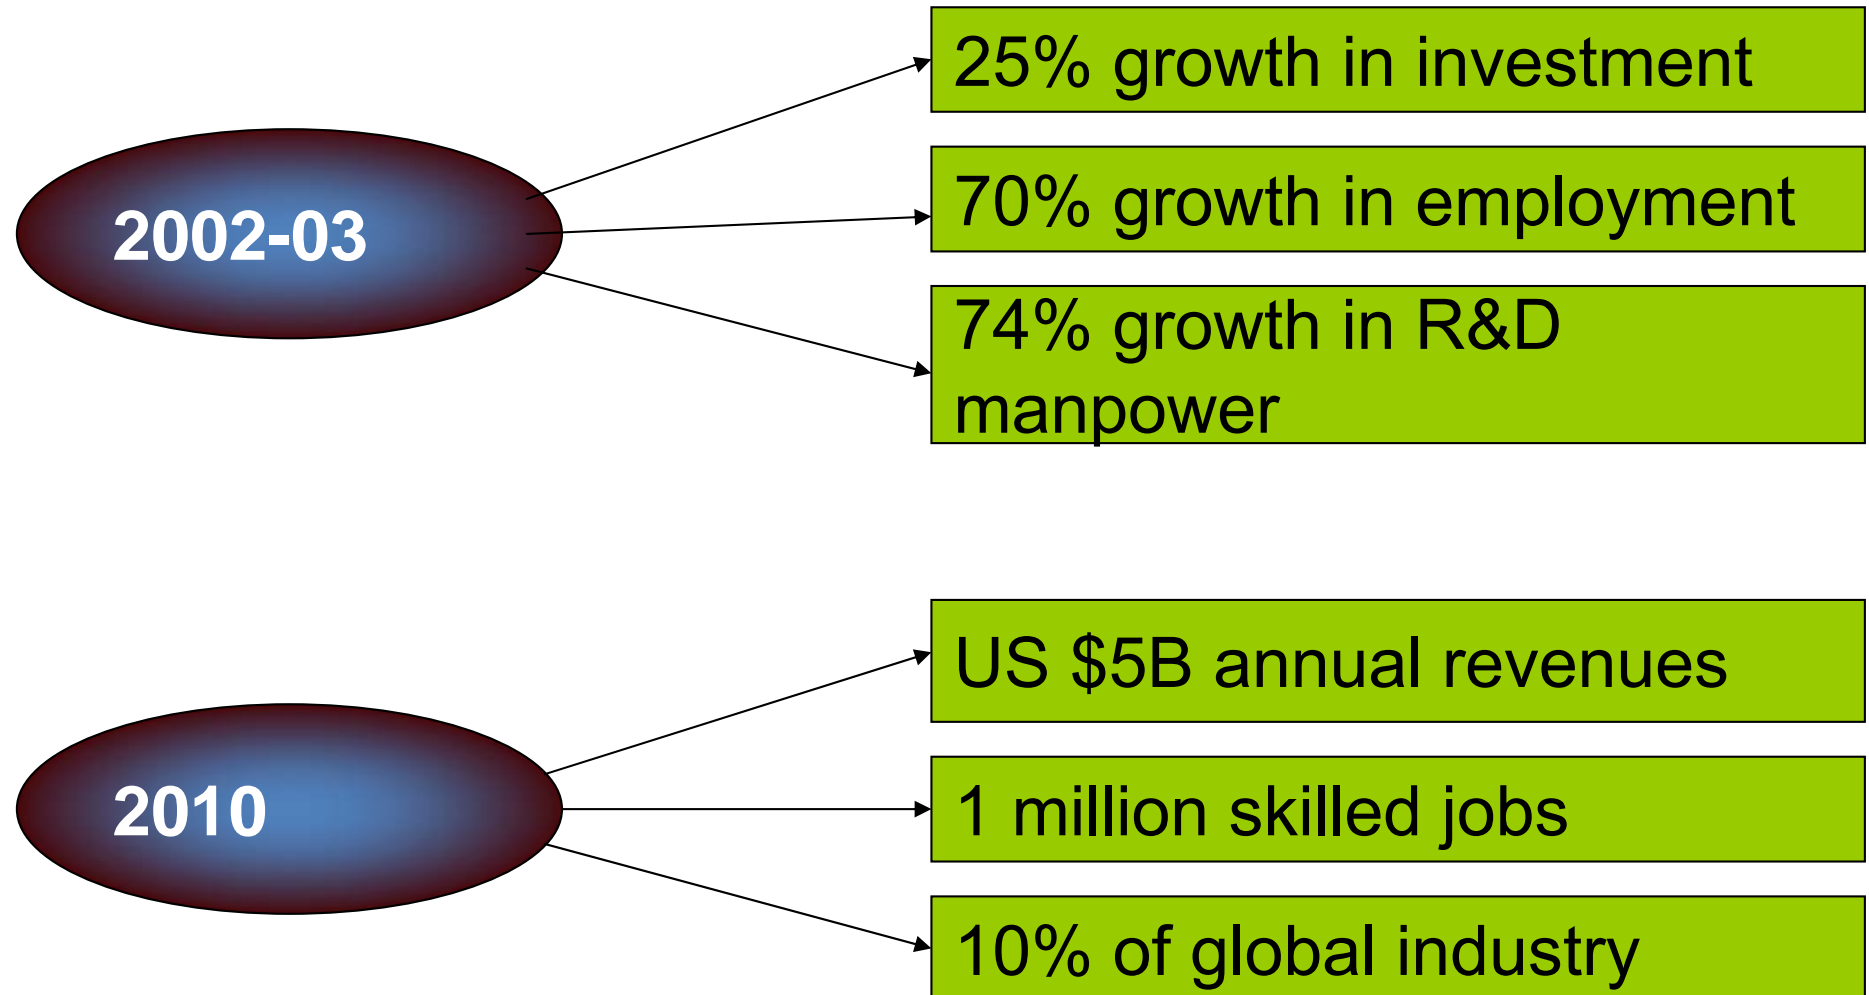 25% growth in investment
2002-03
70% growth in employment
74% growth in R&D
manpower
US $5B annual revenues
2010
1 million skilled jobs
10% of global industry